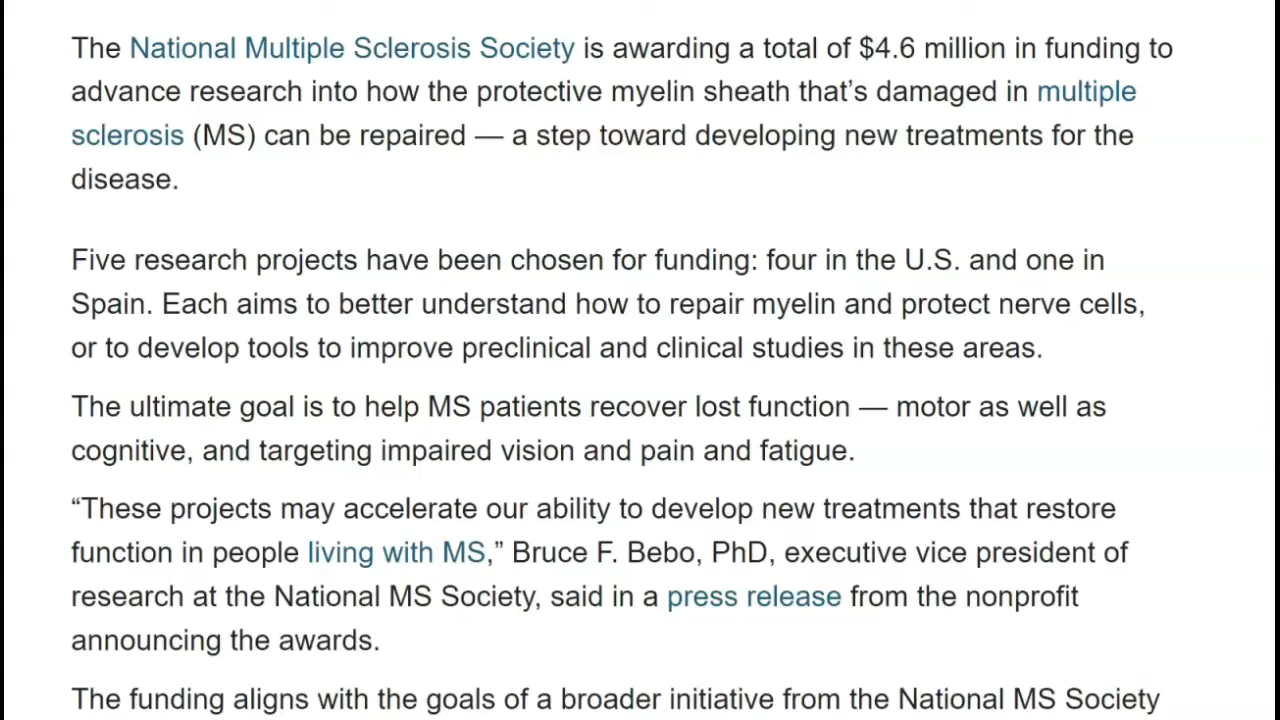 The National Multiple Sclerosis Society is awarding a total of $4.6 million in funding to
advance research into how the protective myelin sheath that’s damaged in multiple
sclerosis (MS) can be repaired — a step toward developing new treatments for the
disease.
Five research projects have been chosen for funding: four in the U.S. and one in
Spain. Each aims to better understand how to repair myelin and protect nerve cells,
or to develop tools to improve preclinical and clinical studies in these areas.
The ultimate goal is to help MS patients recover lost function — motor as well as
cognitive, and targeting impaired vision and pain and fatigue.
“These projects may accelerate our ability to develop new treatments that restore
function in people living with MS,” Bruce F. Bebo, PhD, executive vice president of
research at the National MS Society, said in a press release from the nonprofit
announcing the awards.
The funding aligns with the goals of a broader initiative from the National MS Society